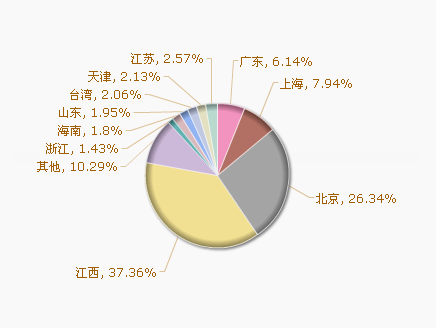 江苏, 2.57%
广东, 6.14%
天津, 2.13%
上海, 7.94%
台湾, 2.06%
山东, 1.95%
海南, 1.8%
浙江, 1.43%
其他, 10.29%
北京, 26.34%
江西, 37.36%